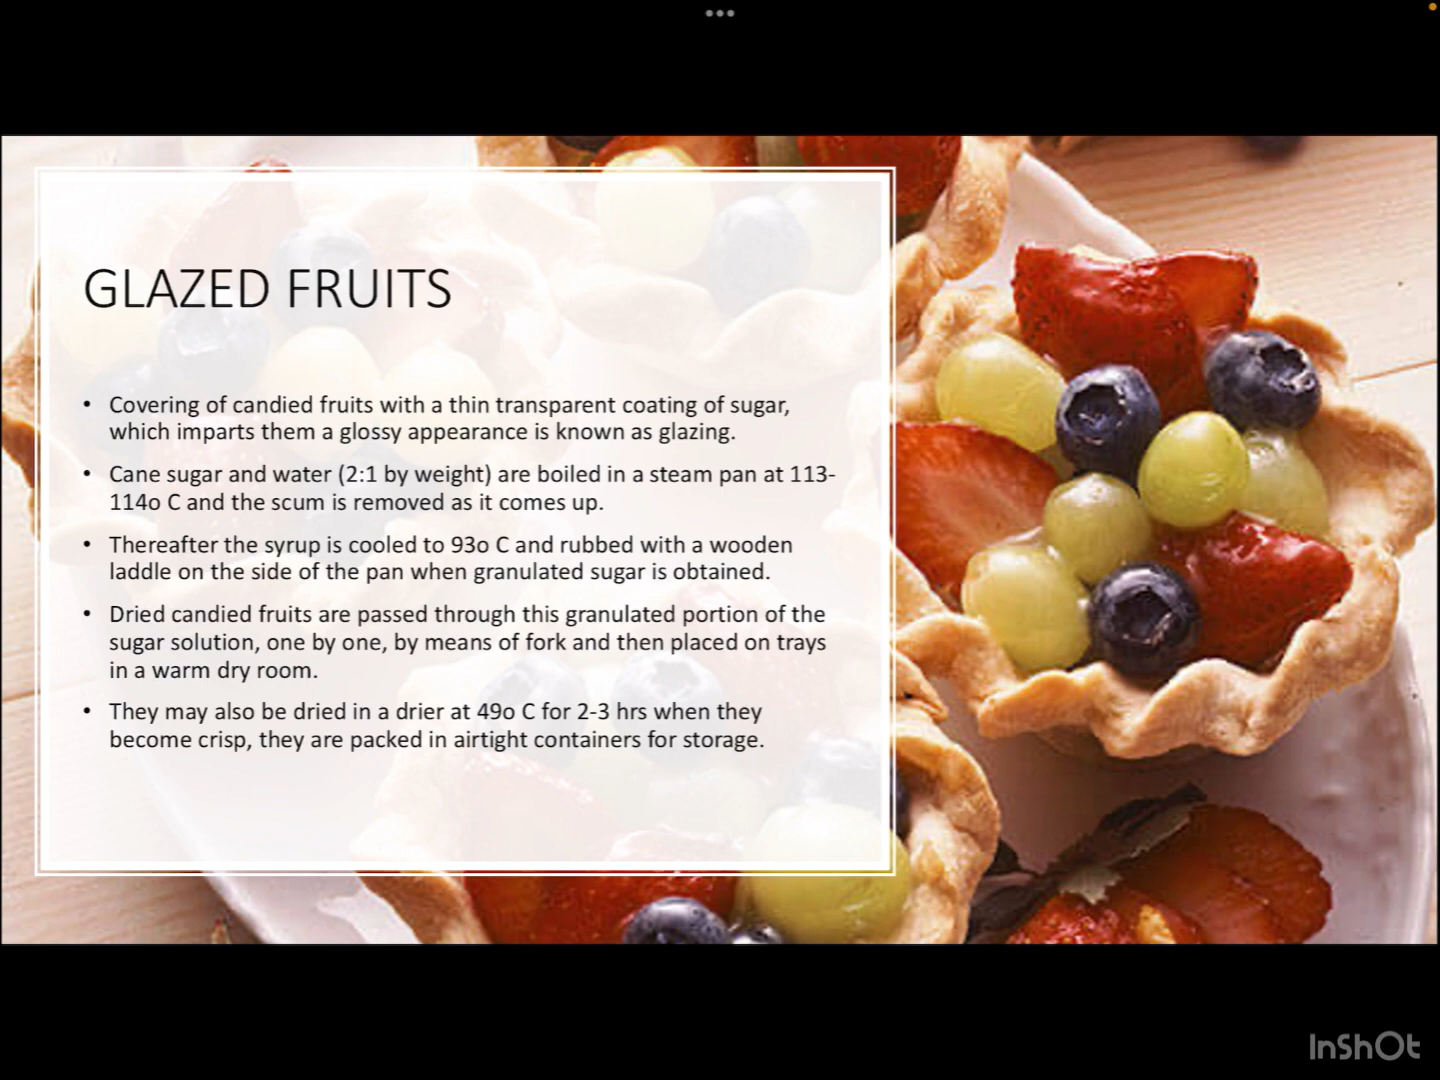 GLAZED FRUITS
• Covering of candied fruits with a thin transparent coating of sugar,
which imparts them a glossy appearance is known as glazing.
• Cane sugar and water (2:1 by weight) are boiled in a steam pan at 113-
114o C and the scum is removed as it comes up.
• Thereafter the syrup is cooled to 93o C and rubbed with a wooden
laddle on the side of the pan when granulated sugar is obtained.
• Dried candied fruits are passed through this granulated portion of the
sugar solution, one by one, by means of fork and then placed on trays
in a warm dry room.
• They may also be dried in a drier at 49o C for 2-3 hrs when they
become crisp, they are packed in airtight containers for storage.
InShOt